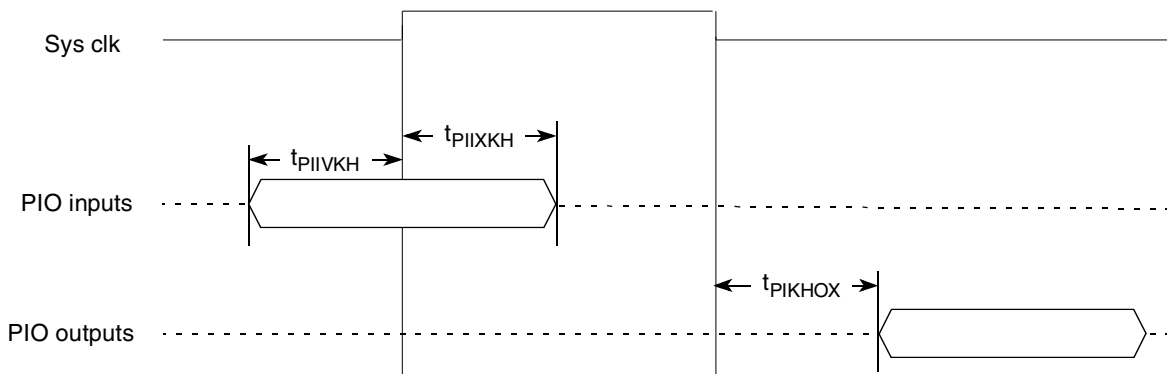 Sys clk
tPIIXKH
tPIIVKH
PIO inputs
tPIKHOX
PIO outputs